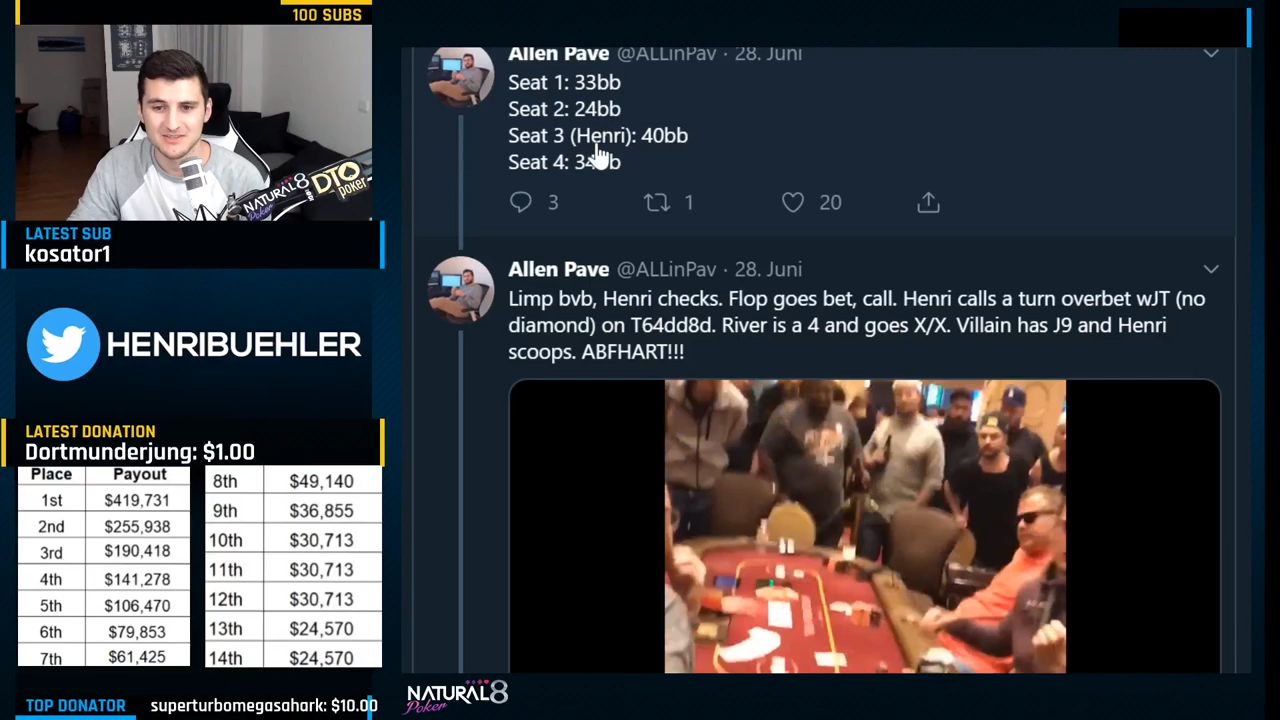 100 SUBS
NATURAL8
Poker
DTO
poker
LATEST SUB
kosator1
HENRIBUEHLER
LATEST DONATION
Dortmunderjung: $1.00
Place Payout
1st $419,731
2nd $255,938
3rd $190,418
4th $141,278
5th $106,470
6th $79,853
7th $61,425
8th $49,140
9th $36,855
10th $30,713
11th $30,713
12th $30,713
13th $24,570
14th $24,570
TOP DONATOR superturbomegasahark: $10.00
Allen Pave @ALLinPav · 28. Juni
Seat 1: 33bb
Seat 2: 24bb
Seat 3 (Henri): 40bb
Seat 4:
3 1 20
Allen Pave @ALLinPav · 28. Juni
Limp bvb, Henri checks. Flop goes bet, call. Henri calls a turn overbet wJT (no
diamond) on T64dd8d. River is a 4 and goes X/X. Villain has J9 and Henri
scoops. ABFHART!!!
NATURAL8
Poker